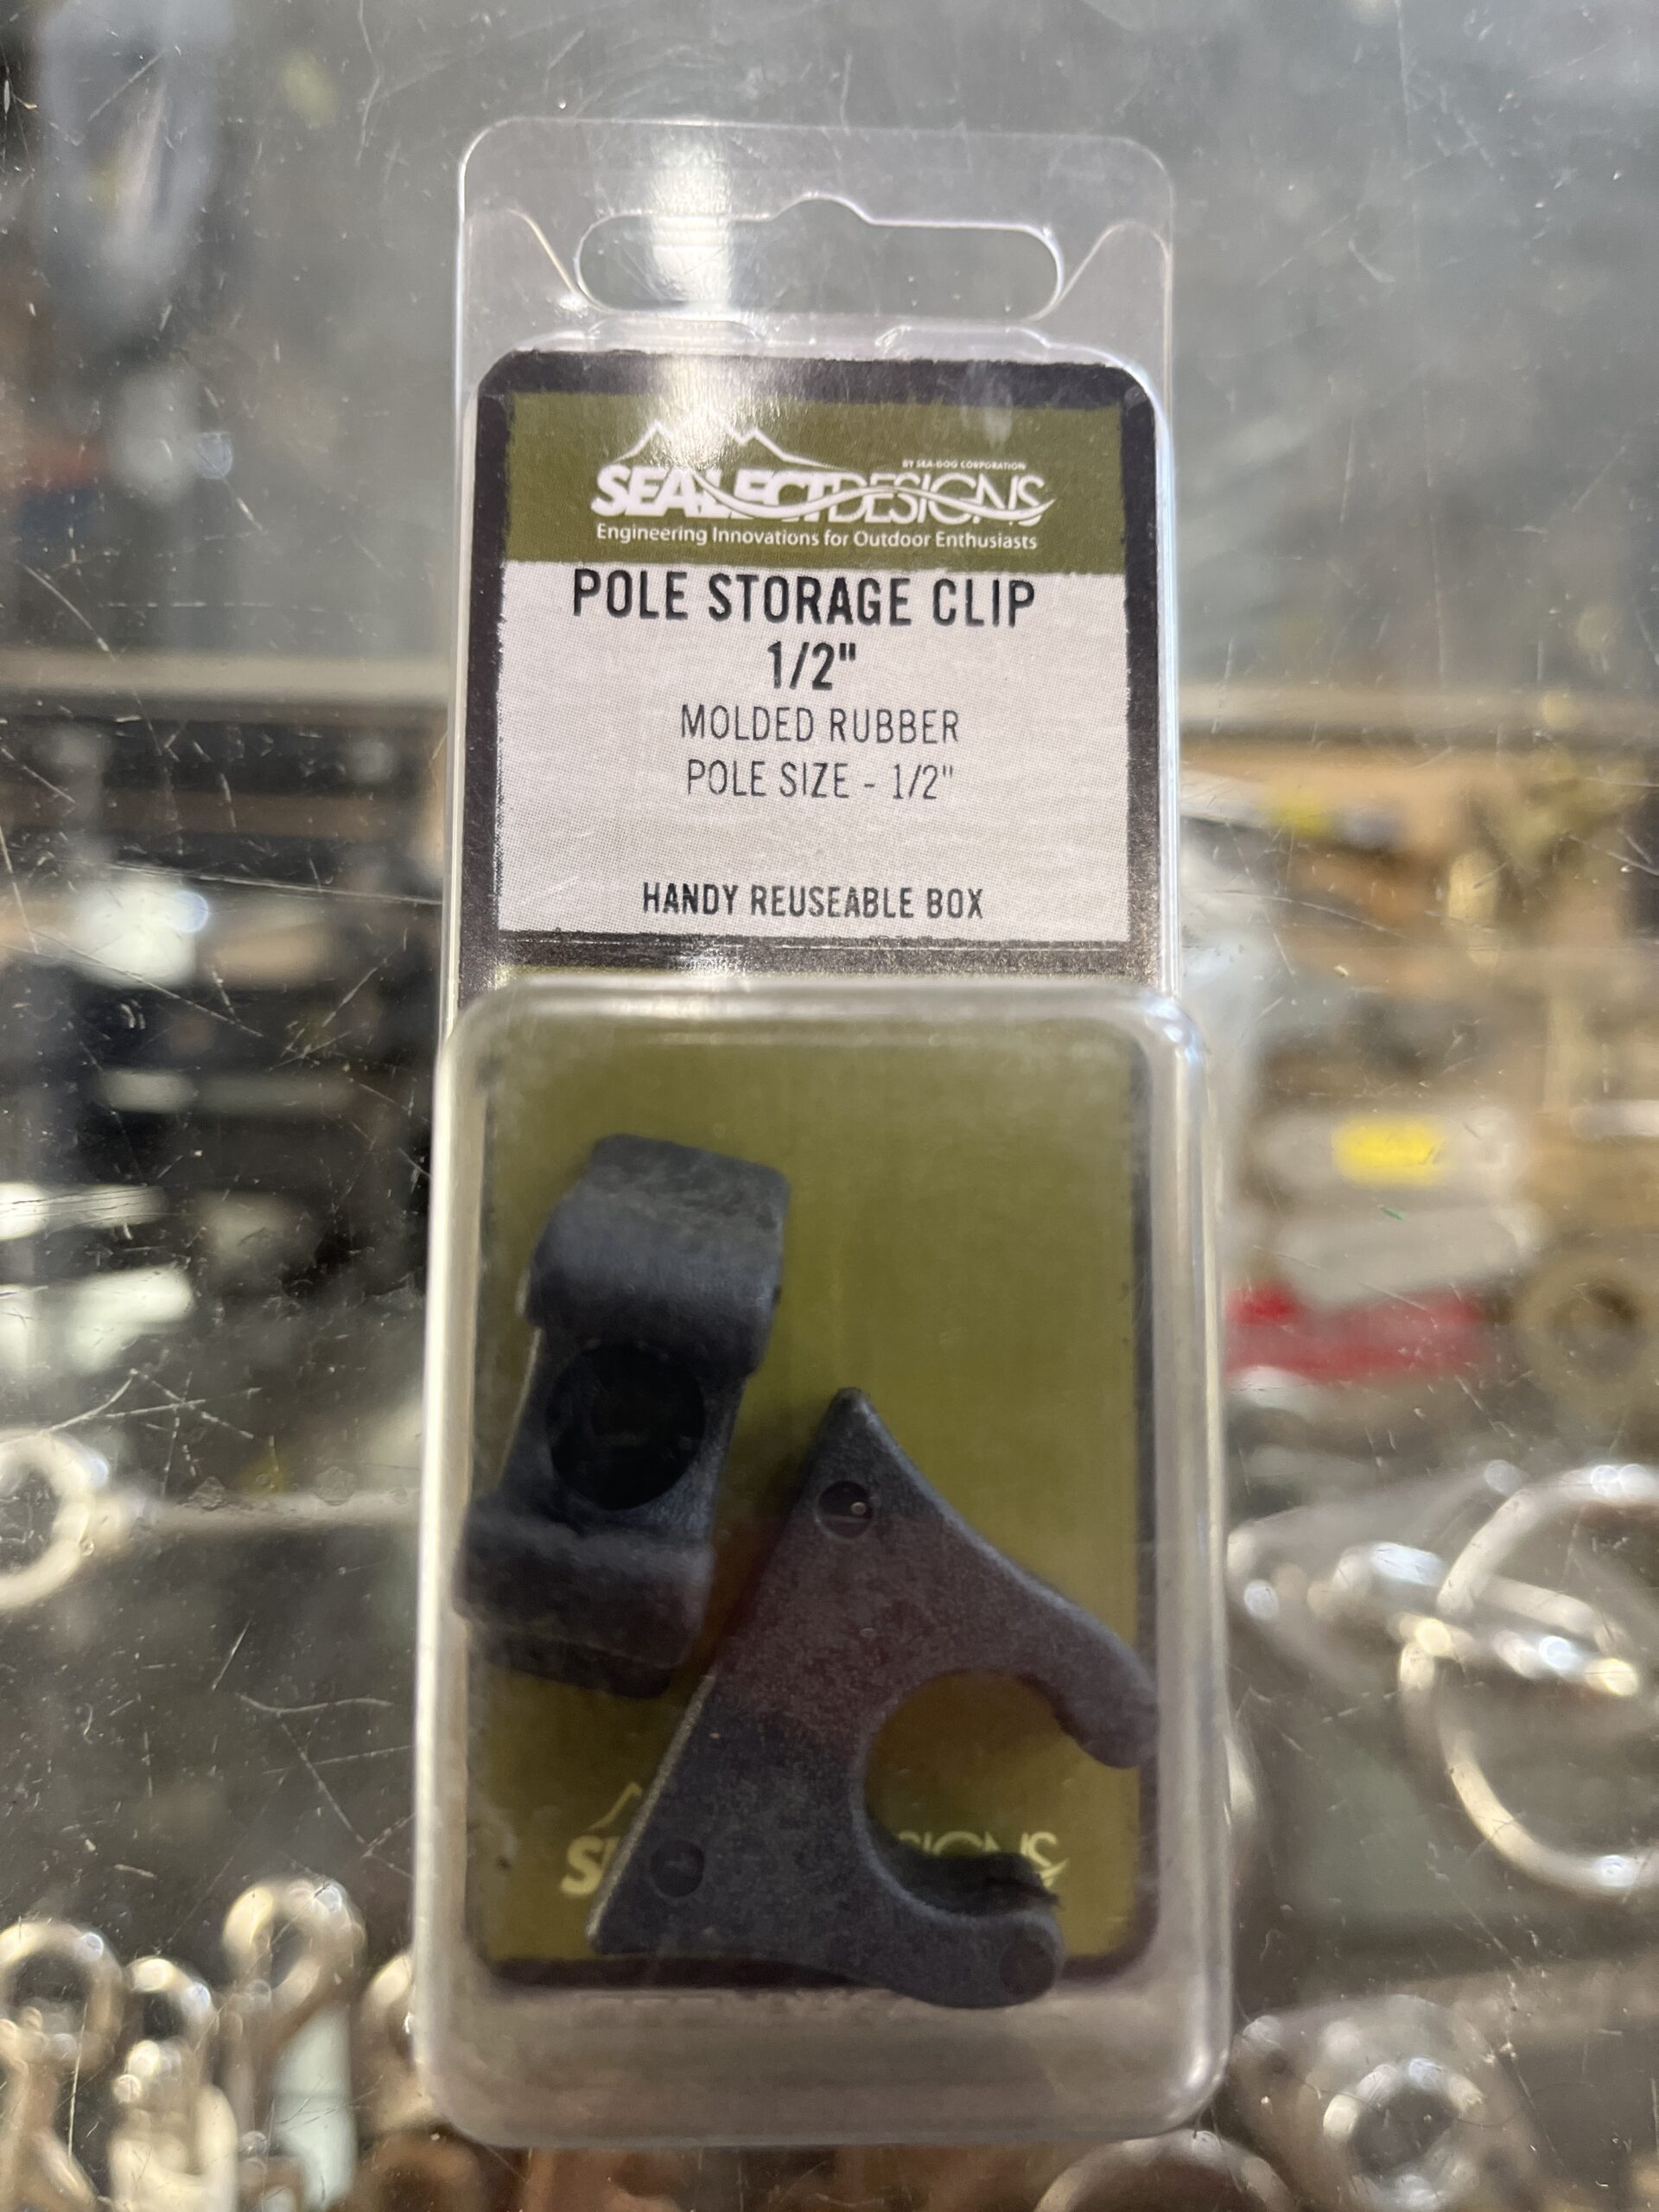 BY SEA-DOG CORPORATION
SEALECTDESIGNS
Engineering Innovations for Outdoor Enthusiasts
POLE STORAGE CLIP
1/2"
MOLDED RUBBER
POLE SIZE - 1/2"
HANDY REUSEABLE BOX